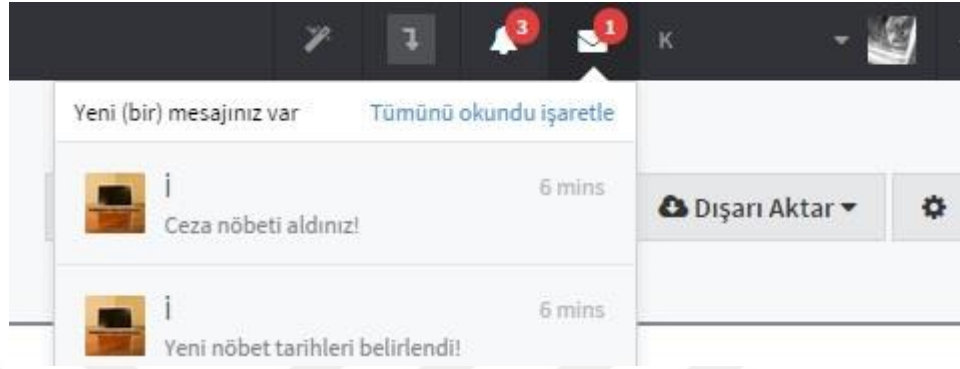 3
1
K
Yeni (bir) mesajınız var Tümünü okundu işaretle
İ 6 mins
Ceza nöbeti aldınız!
Dışarı Aktar
İ 6 mins
Yeni nöbet tarihleri belirlendi!